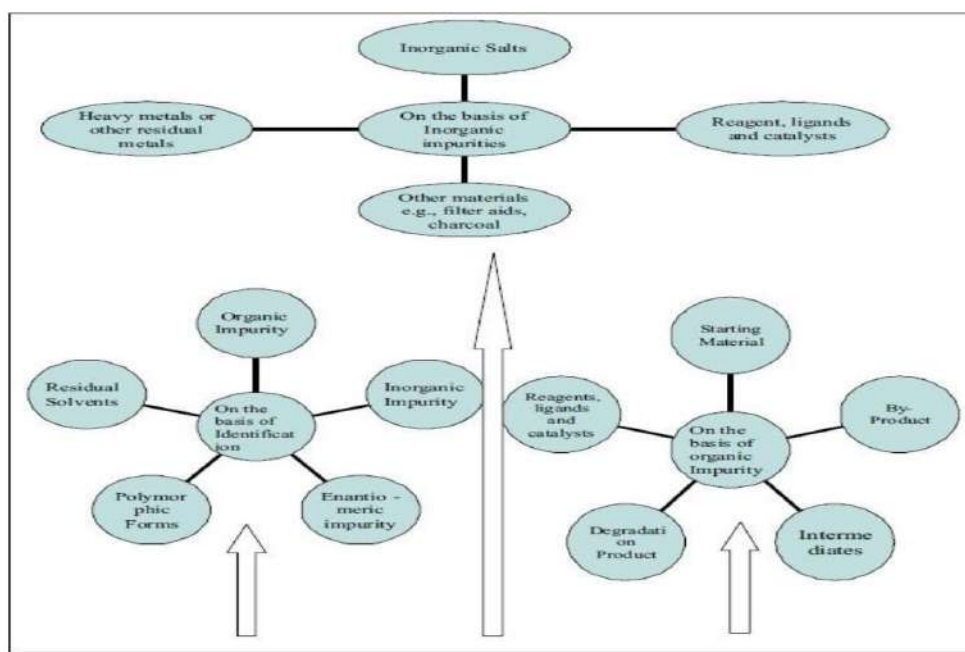 Inorganic Salts
Heavy metals or
other residual
metals
On the basis of
Inorganic
impurities
Reagent, ligands
and catalysts
Other materials
e.g., filter aids,
charcoal
Organic
Impurity
Residual
Solvents
Inorganic
Impurity
On the
basis of
Identificat
ion
Polymor
phic
Forms
Enantio -
meric
impurity
Starting
Material
Reagents,
ligands
and
catalysts
By-
Product
On the
basis of
organic
Impurity
Degradati
on
Product
Interme
diates